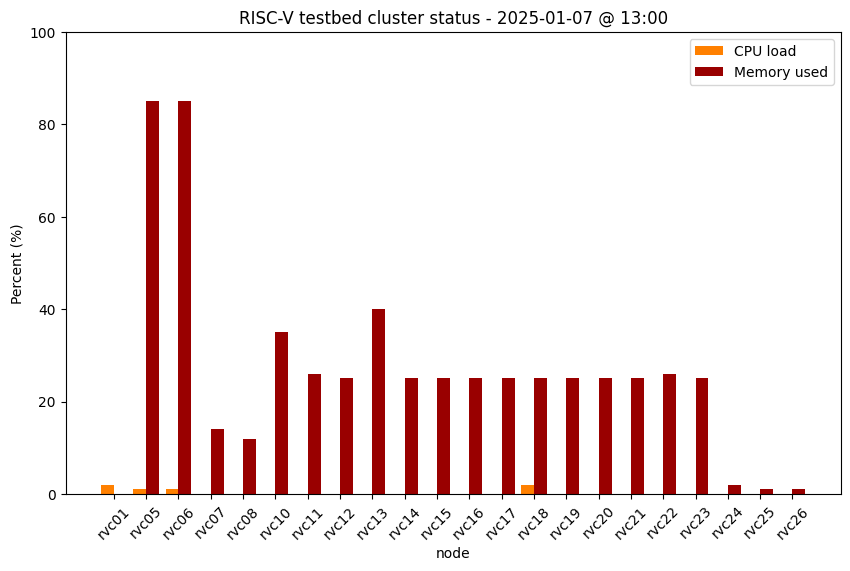 RISC-V testbed cluster status - 2025-01-07 @ 13:00
CPU load
Memory used
Percent (%)
100
80
60
40
20
0
rvc01 rvc05 rvc06 rvc07 rvc08 rvc10 rvc11 rvc12 rvc13 rvc14 rvc15 rvc16 rvc17 rvc18 rvc19 rvc20 rvc21 rvc22 rvc23 rvc24 rvc25 rvc26
node